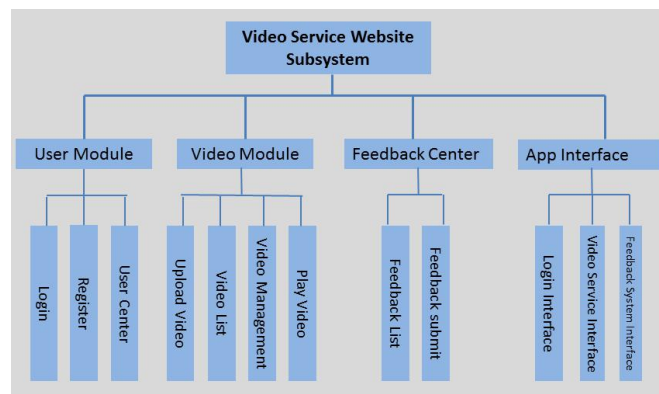 Video Service Website
Subsystem
User Module
Video Module
Feedback Center
App Interface
Login
Register
User Center
Upload Video
Video List
Video Management
Play Video
Feedback List
Feedback submit
Login Interface
Video Service Interface
Feedback System Interface